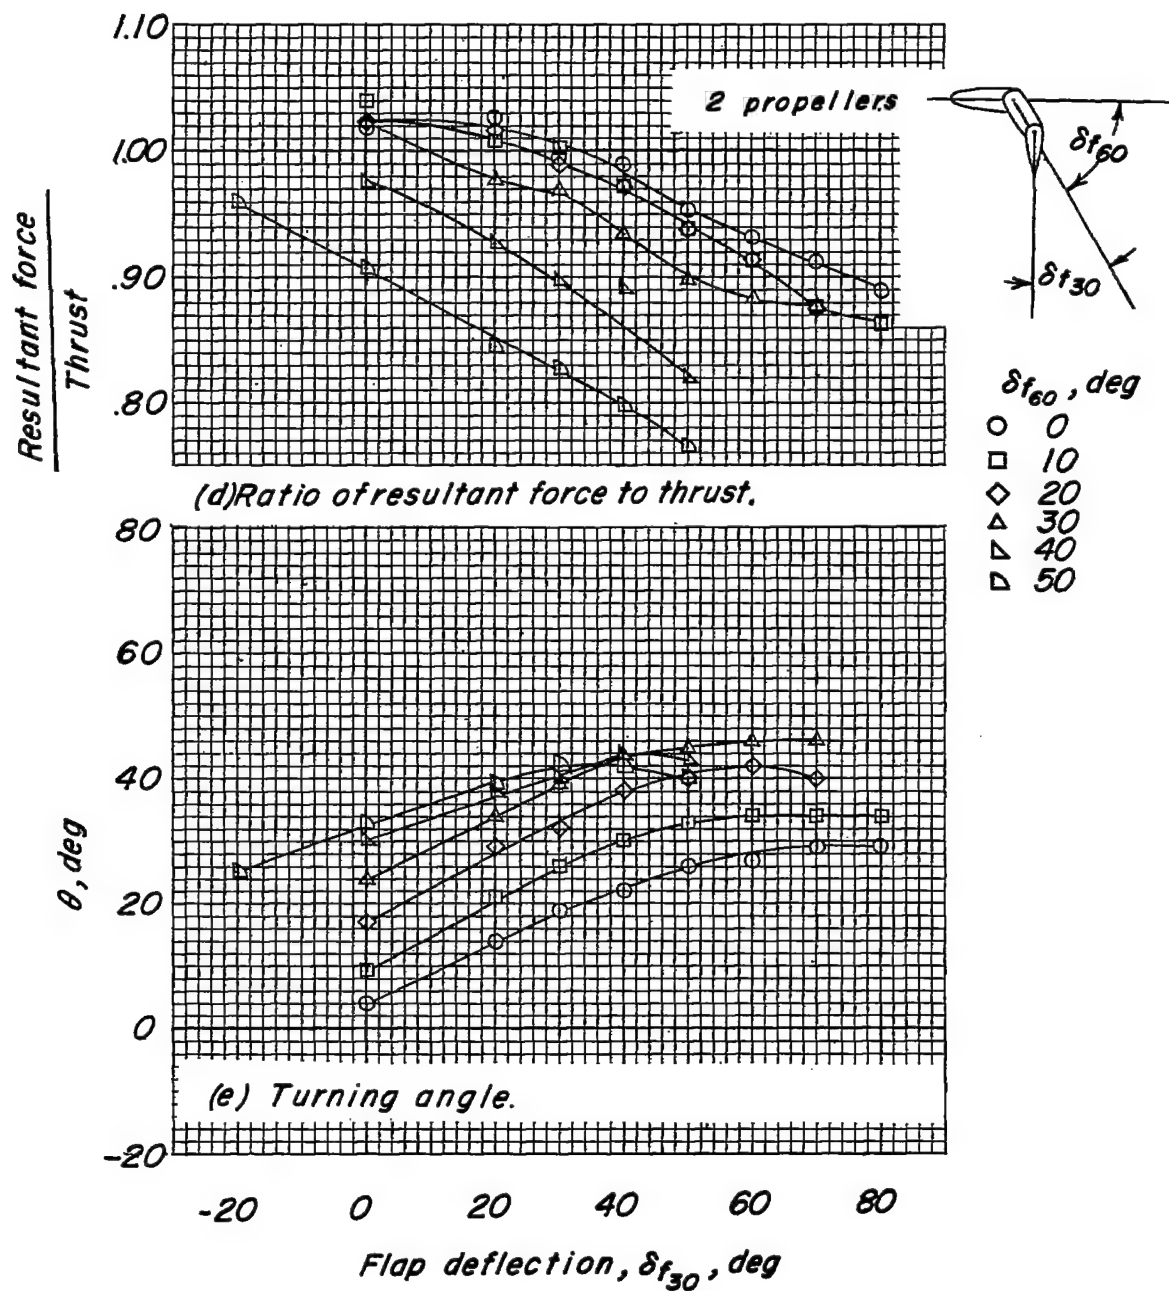 1.10
1.00
.90
.80
Resultant force
Thrust
2 propellers
δf60
δf30
(d) Ratio of resultant force to thrust.
δf60, deg
0
10
20
30
40
50
80
60
40
20
0
-20
θ, deg
(e) Turning angle.
-20 0 20 40 60 80
Flap deflection, δf30, deg